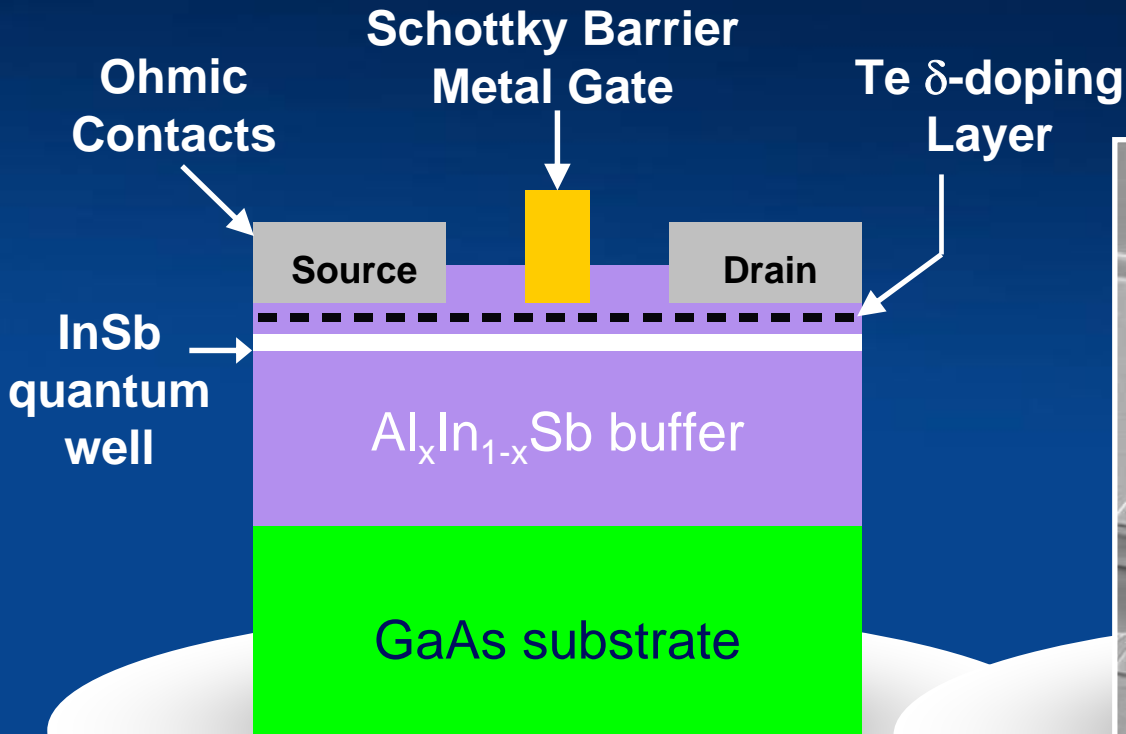 Schottky Barrier
Metal Gate
Ohmic
Contacts
Te δ-doping
Layer
Source
Drain
InSb
quantum
well
AlₓIn₁₋ₓSb buffer
GaAs substrate